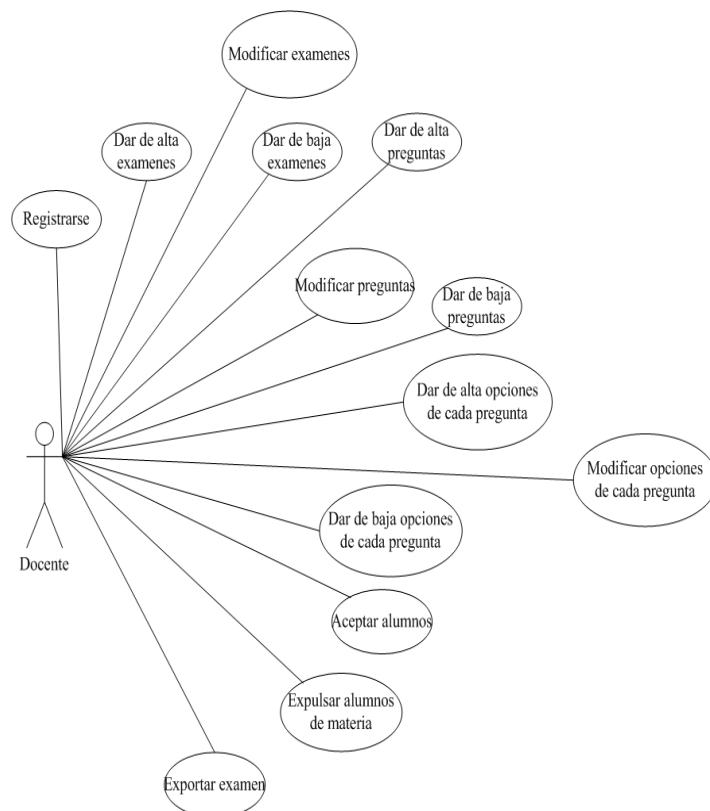 Modificar examenes
Dar de alta
examenes
Dar de baja
examenes
Dar de alta
preguntas
Registrarse
Modificar preguntas
Dar de baja
preguntas
Dar de alta opciones
de cada pregunta
Modificar opciones
de cada pregunta
Dar de baja opciones
de cada pregunta
Docente
Aceptar alumnos
Expulsar alumnos
de materia
Exportar examen